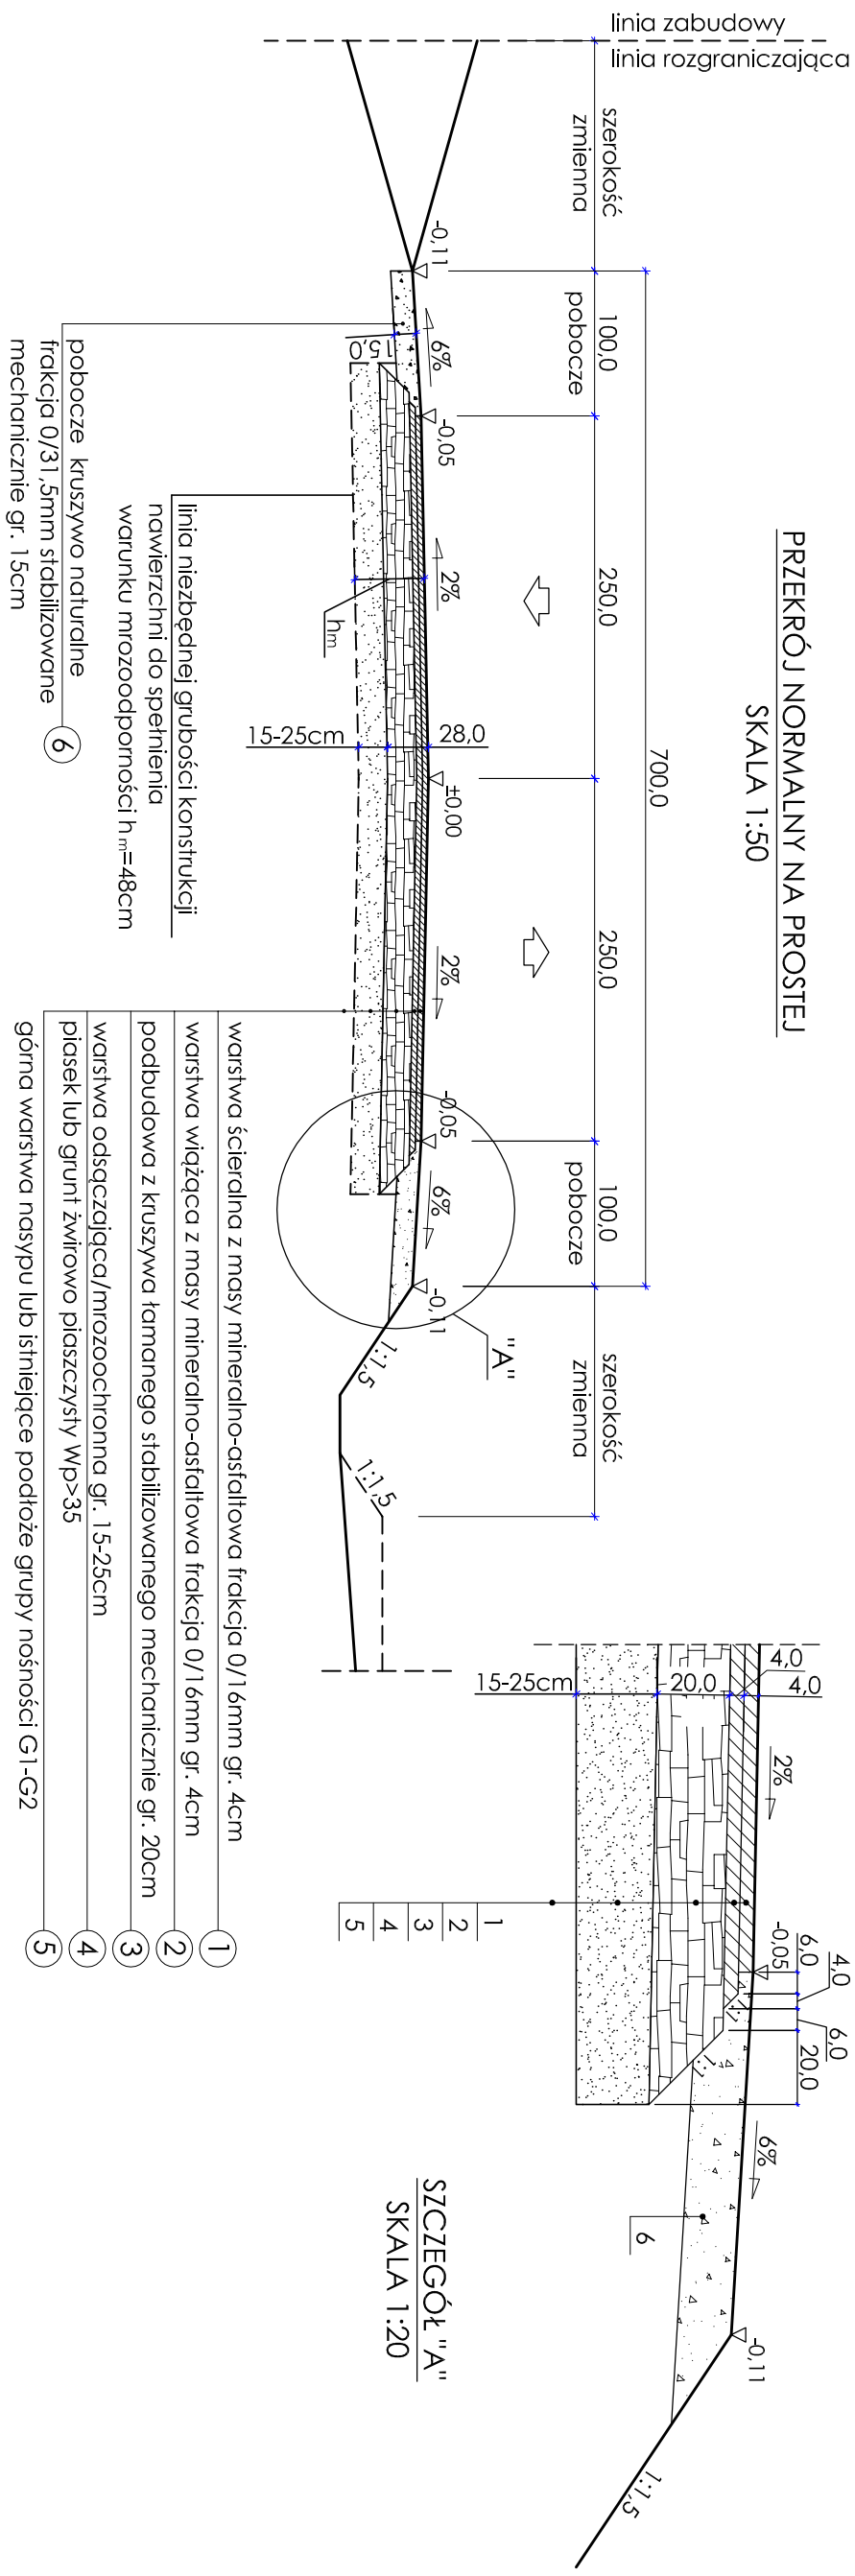 PRZEKRÓJ NORMALNY NA PROSTEJ
SKALA 1:50
linia zabudowy
linia rozgraniczająca
szerokość
zmienna
700,0
100,0
pobocze
250,0
250,0
100,0
pobocze
szerokość
zmienna
-0,11
6%
-0,05
2%
±0,00
2%
-0,05
6%
-0,11
"A"
15,0
hm
15-25cm
28,0
1:1,5
1:1,5
linia niezbędnej grubości konstrukcji
nawierzchni do spełnienia
warunku mrozoodporności hm=48cm
pobocze kruszywo naturalne
frakcja 0/31,5mm stabilizowane
mechanicznie gr. 15cm
6
warstwa ścieralna z masy mineralno-asfaltowa frakcja 0/16mm gr. 4cm 1
warstwa wiążąca z masy mineralno-asfaltowa frakcja 0/16mm gr. 4cm 2
podbudowa z kruszywa łamanego stabilizowanego mechanicznie gr. 20cm 3
warstwa odsączająca/mrozoochronna gr. 15-25cm
piasek lub grunt żwirowo piaszczysty Wp>35 4
górna warstwa nasypu lub istniejące podłoże grupy nośności G1-G2 5
SZCZEGÓŁ "A"
SKALA 1:20
4,0
4,0
20,0
15-25cm
2%
-0,05
6,0
4,0
6,0
20,0
1:1
1:1
6%
-0,11
1:1,5
1
2
3
4
5
6